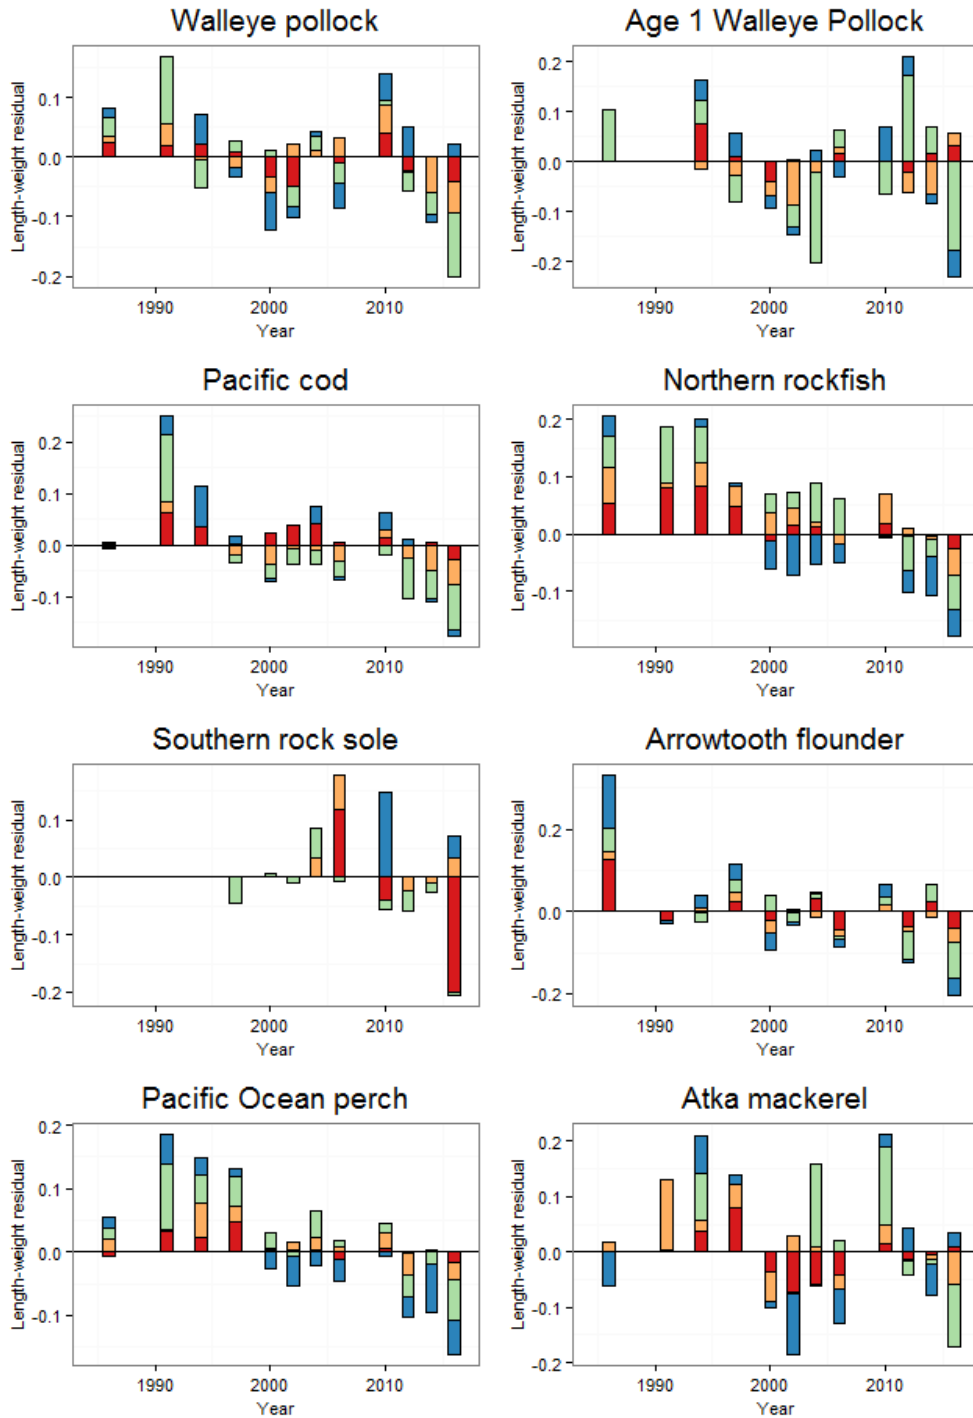 Walleye pollock
Length-weight residual
0.1
0.0
-0.1
-0.2
1990 2000 2010
Year
Age 1 Walleye Pollock
Length-weight residual
0.2
0.1
0.0
-0.1
-0.2
1990 2000 2010
Year
Pacific cod
Length-weight residual
0.2
0.1
0.0
-0.1
1990 2000 2010
Year
Northern rockfish
Length-weight residual
0.2
0.1
0.0
-0.1
1990 2000 2010
Year
Southern rock sole
Length-weight residual
0.1
0.0
-0.1
-0.2
1990 2000 2010
Year
Arrowtooth flounder
Length-weight residual
0.2
0.0
-0.2
1990 2000 2010
Year
Pacific Ocean perch
Length-weight residual
0.2
0.1
0.0
-0.1
1990 2000 2010
Year
Atka mackerel
Length-weight residual
0.2
0.1
0.0
-0.1
-0.2
1990 2000 2010
Year